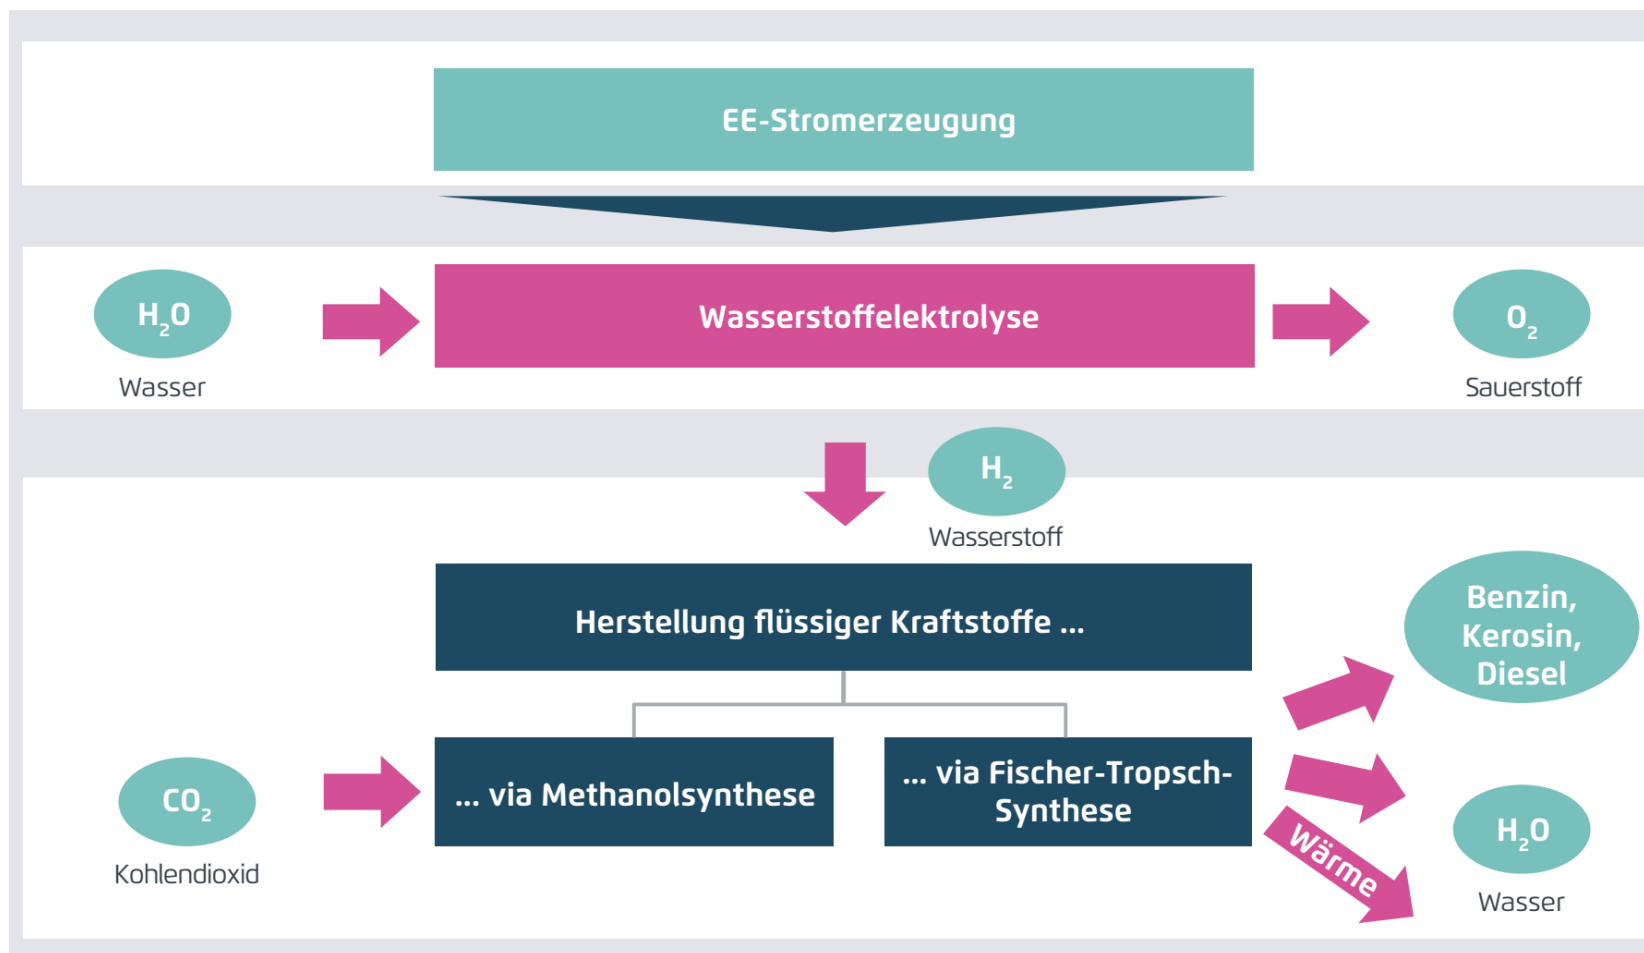 EE-Stromerzeugung
H₂O
Wasser
Wasserstoffelektrolyse
O₂
Sauerstoff
H₂
Wasserstoff
Herstellung flüssiger Kraftstoffe ...
Benzin,
Kerosin,
Diesel
CO₂
Kohlendioxid
... via Methanolsynthese
... via Fischer-Tropsch-
Synthese
Wärme
H₂O
Wasser